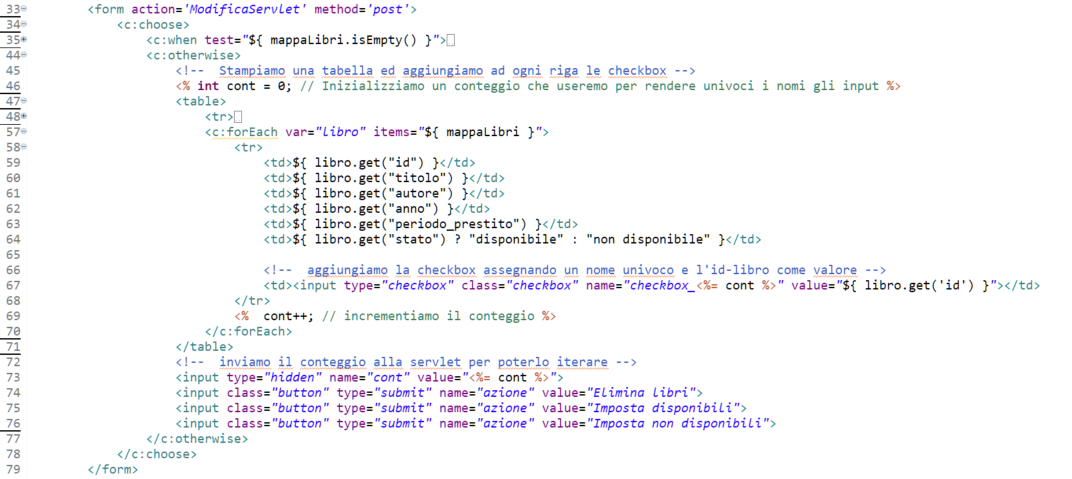 33 <form action='ModificaServlet' method='post'>
34 <c:choose>
35 <c:when test="${ mappaLibri.isEmpty() }">
44 <c:otherwise>
45 <!-- Stampiamo una tabella ed aggiungiamo ad ogni riga le checkbox -->
46 <% int cont = 0; // Inizializziamo un conteggio che useremo per rendere univoci i nomi gli input %>
47 <table>
48 <tr>
57 <c:forEach var="libro" items="${ mappaLibri }">
58 <tr>
59 <td>${ libro.get("id") }</td>
60 <td>${ libro.get("titolo") }</td>
61 <td>${ libro.get("autore") }</td>
62 <td>${ libro.get("anno") }</td>
63 <td>${ libro.get("periodo_prestito") }</td>
64 <td>${ libro.get("stato") ? "disponibile" : "non disponibile" }</td>
65
66 <!-- aggiungiamo la checkbox assegnando un nome univoco e l'id-libro come valore -->
67 <td><input type="checkbox" class="checkbox" name="checkbox_<%= cont %>" value="${ libro.get('id') }"></td>
68 </tr>
69 <% cont++; // incrementiamo il conteggio %>
70 </c:forEach>
71 </table>
72 <!-- inviamo il conteggio alla servlet per poterlo iterare -->
73 <input type="hidden" name="cont" value="<%= cont %>">
74 <input class="button" type="submit" name="azione" value="Elimina libri">
75 <input class="button" type="submit" name="azione" value="Imposta disponibili">
76 <input class="button" type="submit" name="azione" value="Imposta non disponibili">
77 </c:otherwise>
78 </c:choose>
79 </form>